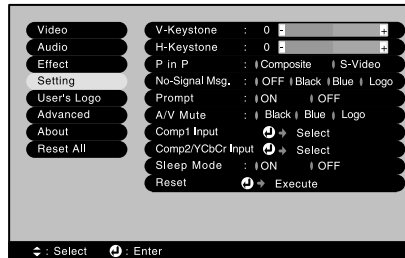 Video
Audio
Effect
Setting
User's Logo
Advanced
About
Reset All
V-Keystone : 0 - +
H-Keystone : 0 - +
P in P : Composite S-Video
No-Signal Msg. : OFF Black Blue Logo
Prompt : ON OFF
A/V Mute : Black Blue Logo
Comp1 Input Select
Comp2/YCbCr Input Select
Sleep Mode : ON OFF
Reset Execute
: Select : Enter